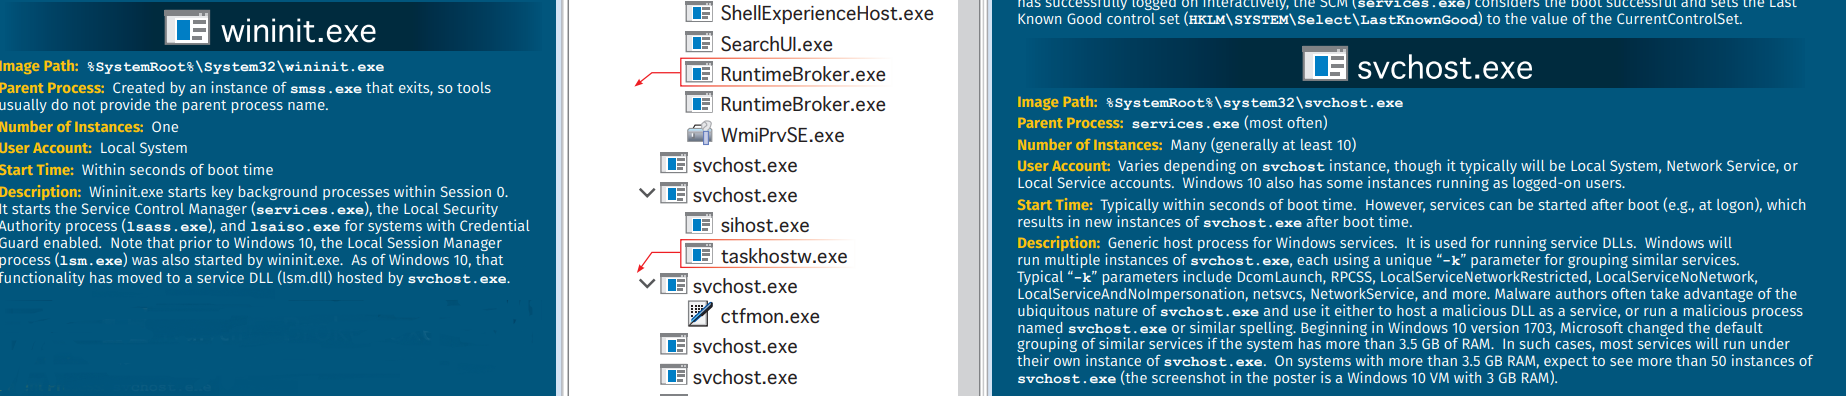 wininit.exe
Image Path: %SystemRoot%\System32\wininit.exe
Parent Process: Created by an instance of smss.exe that exits, so tools
usually do not provide the parent process name.
Number of Instances: One
User Account: Local System
Start Time: Within seconds of boot time
Description: Wininit.exe starts key background processes within Session 0.
It starts the Service Control Manager (services.exe), the Local Security
Authority process (lsass.exe), and lsaiso.exe for systems with Credential
Guard enabled. Note that prior to Windows 10, the Local Session Manager
process (lsm.exe) was also started by wininit.exe. As of Windows 10, that
functionality has moved to a service DLL (lsm.dll) hosted by svchost.exe.
ShellExperienceHost.exe
SearchUI.exe
RuntimeBroker.exe
RuntimeBroker.exe
WmiPrvSE.exe
svchost.exe
svchost.exe
sihost.exe
taskhostw.exe
svchost.exe
ctfmon.exe
svchost.exe
svchost.exe
has successfully logged on interactively, the SCM (services.exe) considers the boot successful and sets the Last
Known Good control set (HKLM\SYSTEM\Select\LastKnownGood) to the value of the CurrentControlSet.
svchost.exe
Image Path: %SystemRoot%\system32\svchost.exe
Parent Process: services.exe (most often)
Number of Instances: Many (generally at least 10)
User Account: Varies depending on svchost instance, though it typically will be Local System, Network Service, or
Local Service accounts. Windows 10 also has some instances running as logged-on users.
Start Time: Typically within seconds of boot time. However, services can be started after boot (e.g., at logon), which
results in new instances of svchost.exe after boot time.
Description: Generic host process for Windows services. It is used for running service DLLs. Windows will
run multiple instances of svchost.exe, each using a unique “-k” parameter for grouping similar services.
Typical “-k” parameters include DcomLaunch, RPCSS, LocalServiceNetworkRestricted, LocalServiceNoNetwork,
LocalServiceAndNoImpersonation, netsvcs, NetworkService, and more. Malware authors often take advantage of the
ubiquitous nature of svchost.exe and use it either to host a malicious DLL as a service, or run a malicious process
named svchost.exe or similar spelling. Beginning in Windows 10 version 1703, Microsoft changed the default
grouping of similar services if the system has more than 3.5 GB of RAM. In such cases, most services will run under
their own instance of svchost.exe. On systems with more than 3.5 GB RAM, expect to see more than 50 instances of
svchost.exe (the screenshot in the poster is a Windows 10 VM with 3 GB RAM).